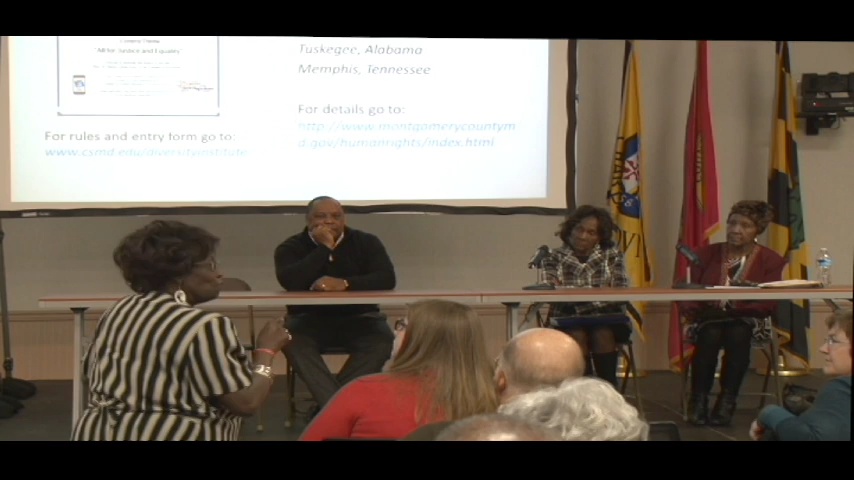 "All for Justice and Equality"
For rules and entry form go to:
www.csmd.edu/diversityinstitute
Tuskegee, Alabama
Memphis, Tennessee
For details go to:
http://www.montgomerycountym
d.gov/humanrights/index.html